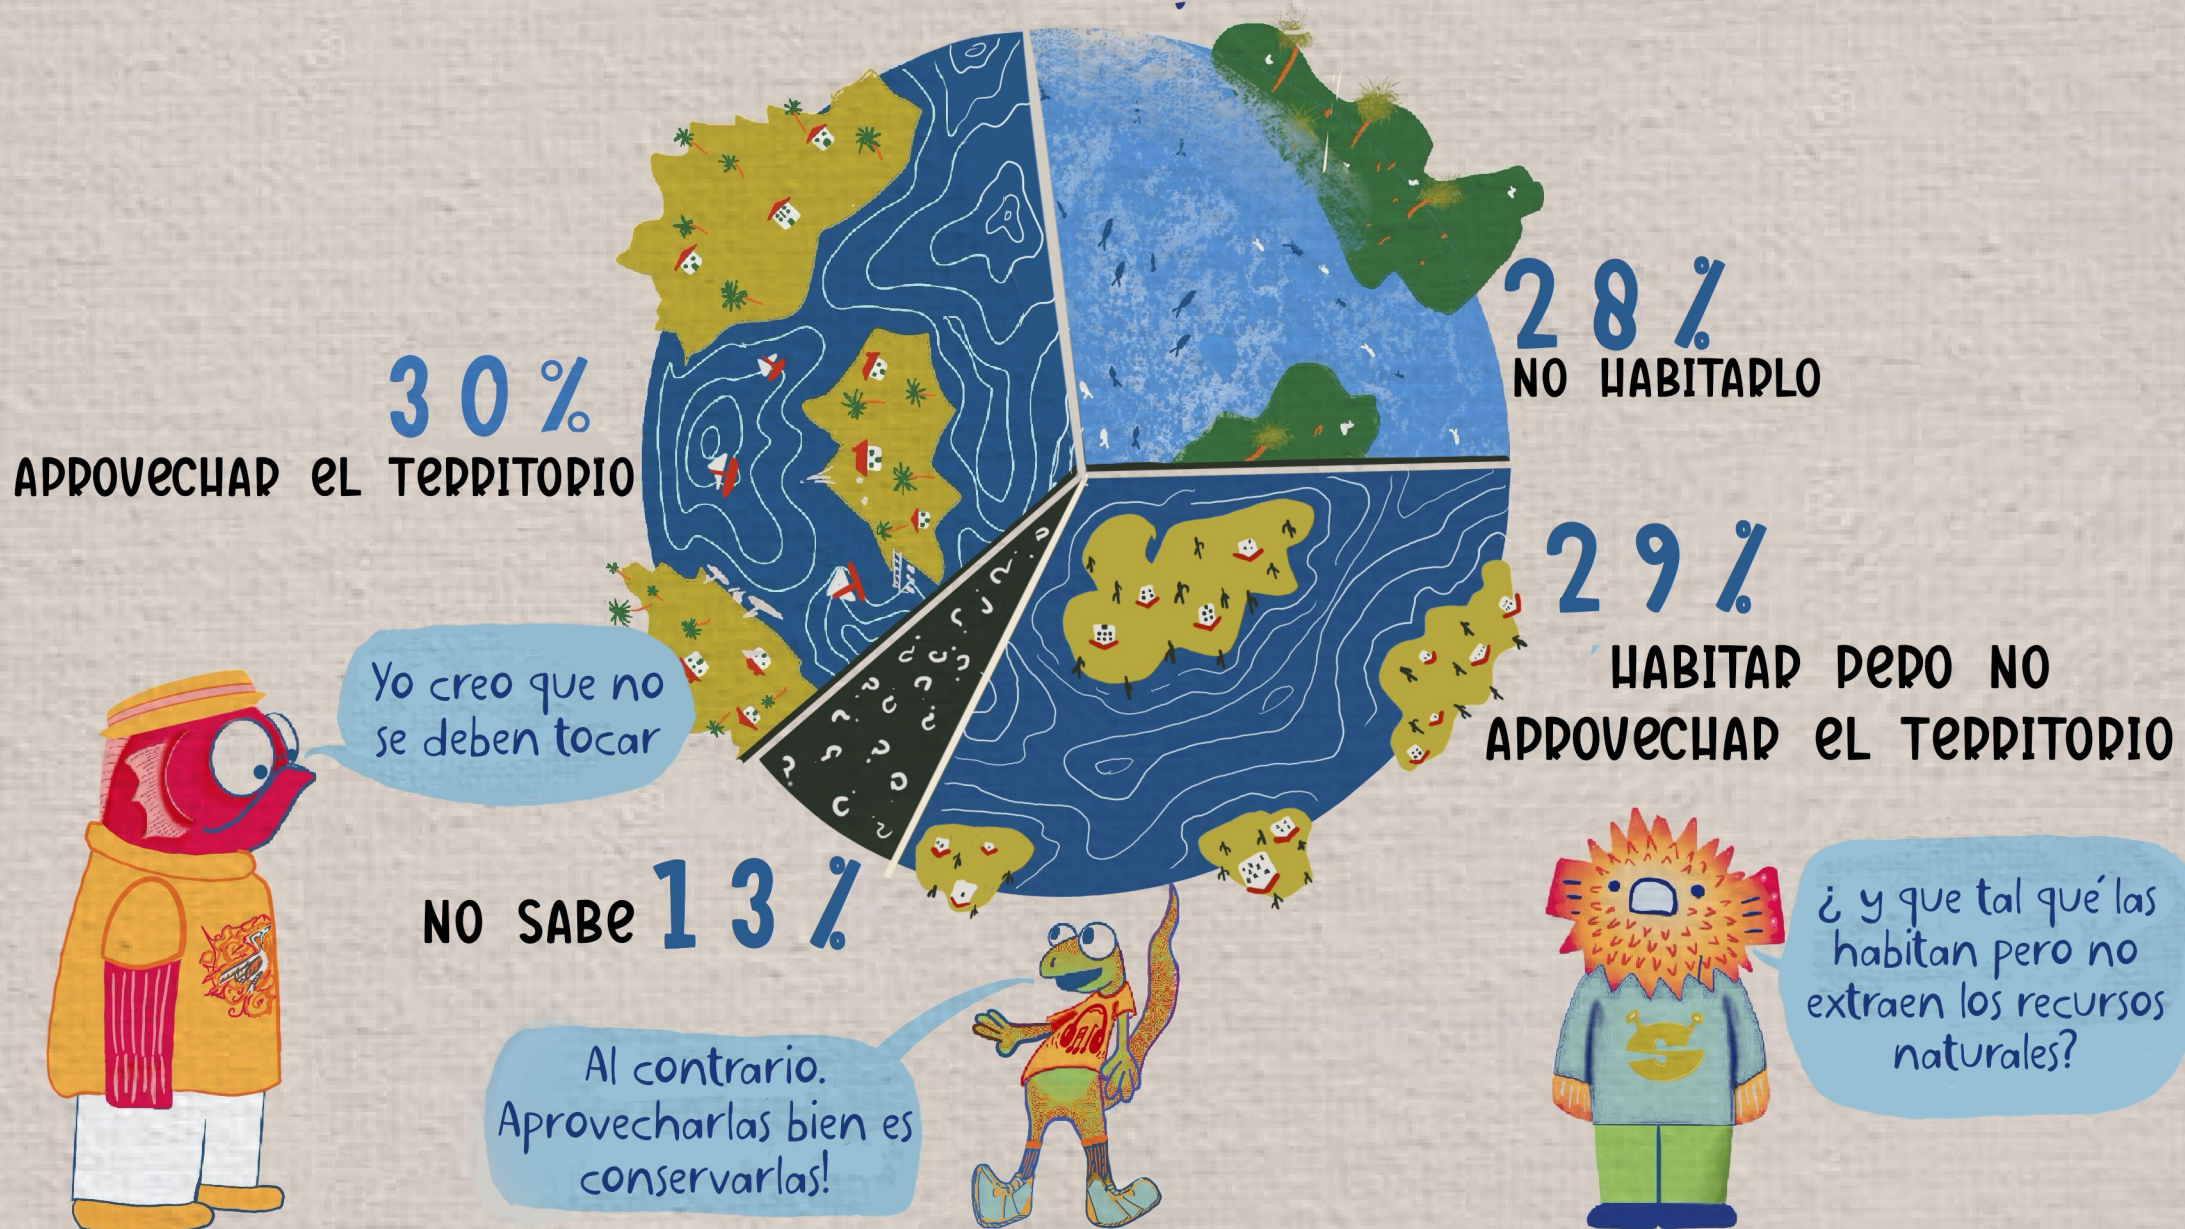 28%
NO HABITARLO
30%
APROVECHAR EL TERRITORIO
29%
HABITAR PERO NO
APROVECHAR EL TERRITORIO
Yo creo que no
se deben tocar
NO SABE 13%
¿ y que tal qué las
habitan pero no
extraen los recursos
naturales?
Al contrario.
Aprovecharlas bien es
conservarlas!